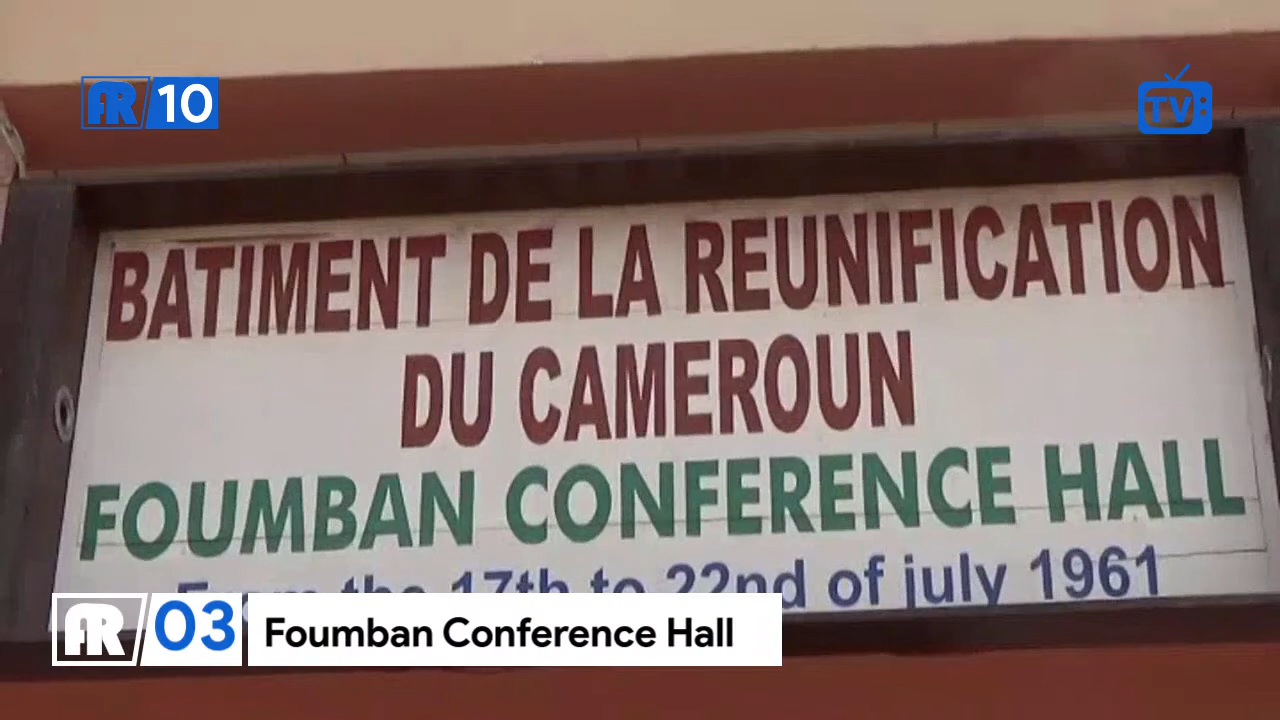 AR 10
TV
BATIMENT DE LA REUNIFICATION
DU CAMEROUN
FOUMBAN CONFERENCE HALL
From the 17th to 22nd of july 1961
AR 03 Foumban Conference Hall